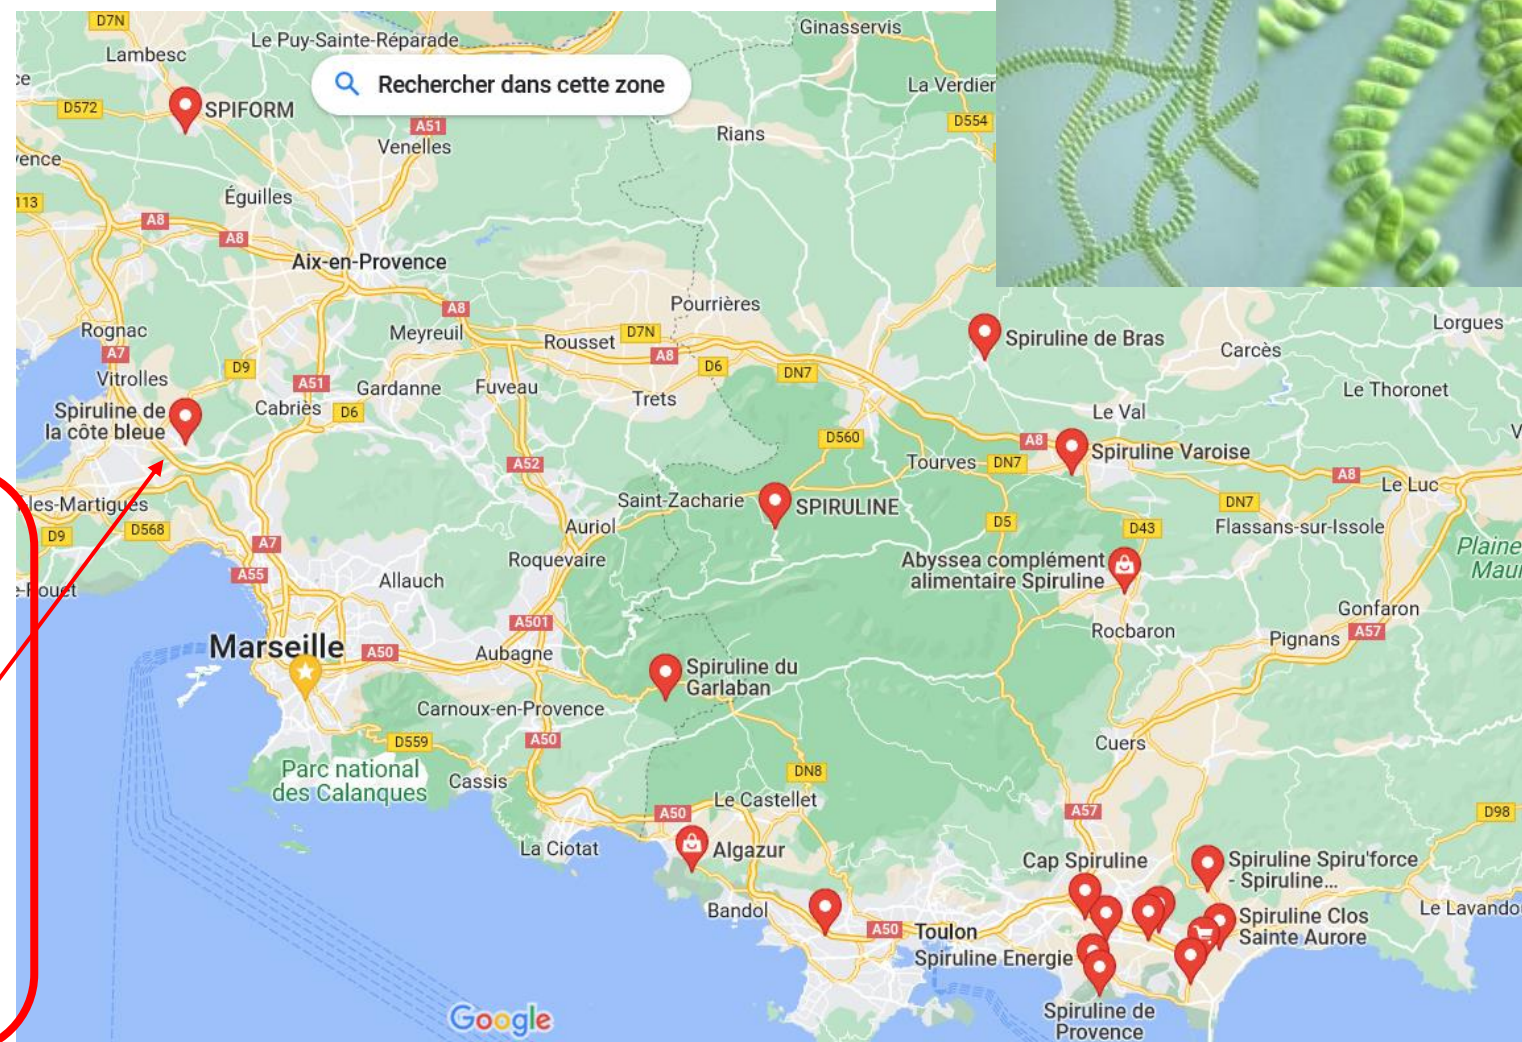 D7N
Le Puy-Sainte-Réparade
Ginasservis
Lambesc
ce
Rechercher dans cette zone
La Verdier
D572
SPIFORM
A51
D554
Rians
Venelles
ence
Éguilles
113
A8
A8
Aix-en-Provence
Pourrières
A8
Rognac
Meyreuil
D7N
Rousset
Spiruline de Bras
Lorgues
A7
A8
Carcès
D9
D6
DN7
Vitrolles
A51
Gardanne
Fuveau
Trets
Le Thoronet
Spiruline de
la côte bleue
Cabriès
D6
Le Val
V
D560
A8
Spiruline Varoise
A52
Tourves
DN7
A8
Le Luc
les-Martigues
Saint-Zacharie
SPIRULINE
DN7
D9
D568
Auriol
D5
D43
Flassans-sur-Issole
A7
Roquevaire
Plaine
Mau
A55
Allauch
Abyssea complément
alimentaire Spiruline
e-Rouet
Gonfaron
A501
Rocbaron
Pignans
A57
Marseille
A50
Aubagne
Spiruline du
Garlaban
Carnoux-en-Provence
D559
A50
Cuers
Parc national
des Calanques
Cassis
DN8
Le Castellet
A50
A57
D98
La Ciotat
Algazur
Cap Spiruline
Spiruline Spiru'force
- Spiruline...
Bandol
Le Lavando
A50
Toulon
Spiruline Clos
Sainte Aurore
Spiruline Energie
Google
Spiruline de
Provence